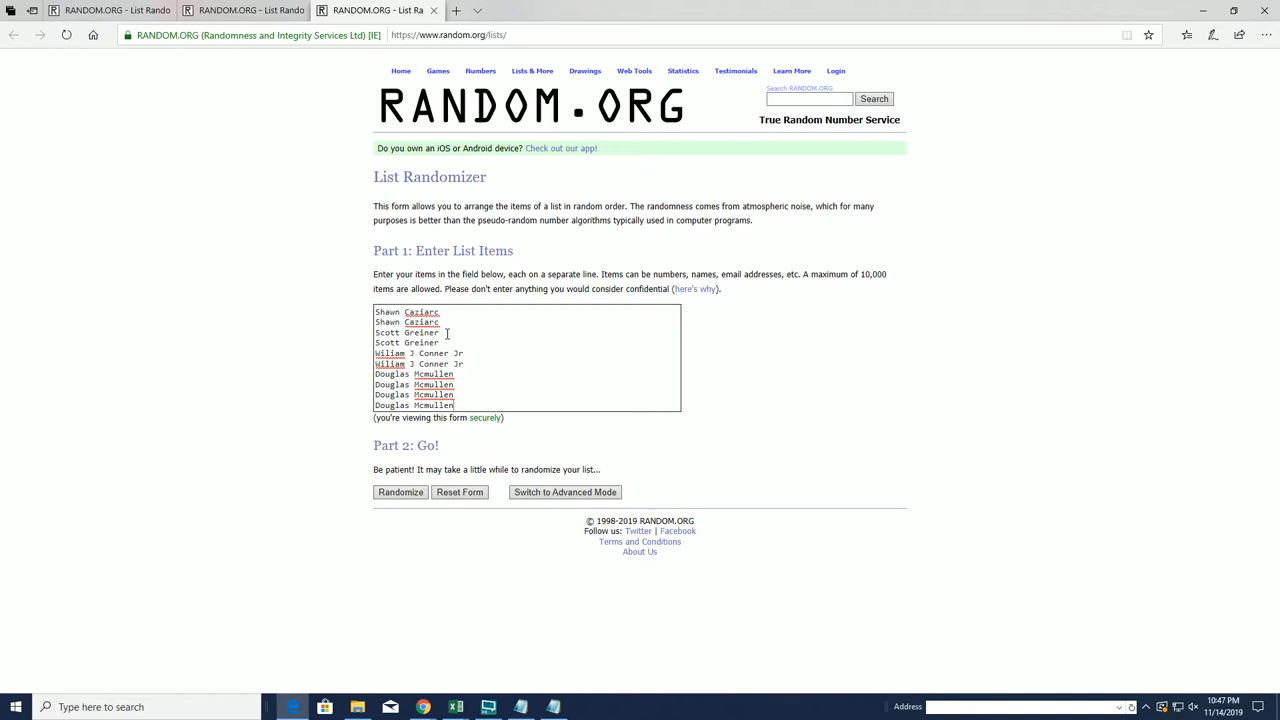 RANDOM.ORG - List Rando
RANDOM.ORG - List Rando
RANDOM.ORG - List Ra
RANDOM.ORG (Randomness and Integrity Services Ltd) [IE]
https://www.random.org/lists/
Home Games Numbers Lists & More Drawings Web Tools Statistics Testimonials Learn More Login
RANDOM.ORG
Search RANDOM.ORG
Search
True Random Number Service
Do you own an iOS or Android device? Check out our app!
List Randomizer
This form allows you to arrange the items of a list in random order. The randomness comes from atmospheric noise, which for many
purposes is better than the pseudo-random number algorithms typically used in computer programs.
Part 1: Enter List Items
Enter your items in the field below, each on a separate line. Items can be numbers, names, email addresses, etc. A maximum of 10,000
items are allowed. Please don't enter anything you would consider confidential (here's why).
Shawn Caziarc
Shawn Caziarc
Scott Greiner
Scott Greiner
Wiliam J Conner Jr
Wiliam J Conner Jr
Douglas Mcmullen
Douglas Mcmullen
Douglas Mcmullen
Douglas Mcmullen
(you're viewing this form securely)
Part 2: Go!
Be patient! It may take a little while to randomize your list...
Randomize Reset Form Switch to Advanced Mode
© 1998-2019 RANDOM.ORG
Follow us: Twitter | Facebook
Terms and Conditions
About Us
Type here to search
Address
10:47 PM
11/14/2019